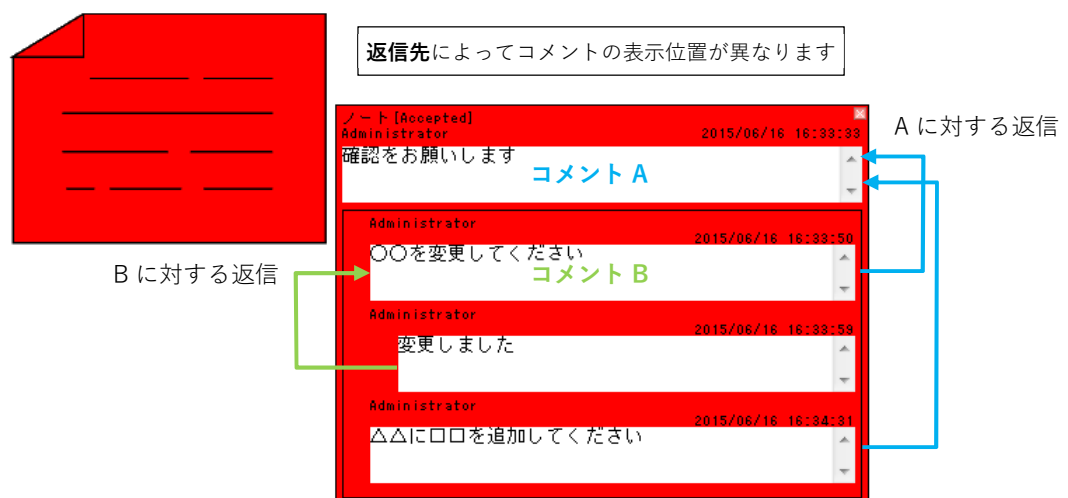 返信先によってコメントの表示位置が異なります
ノート[Accepted]
Administrator 2015/06/16 16:33:33
確認をお願いします
コメント A
A に対する返信
Administrator
2015/06/16 16:33:50
〇〇を変更してください
コメント B
B に対する返信
Administrator
2015/06/16 16:33:59
変更しました
Administrator
2015/06/16 16:34:31
△△に□□を追加してください